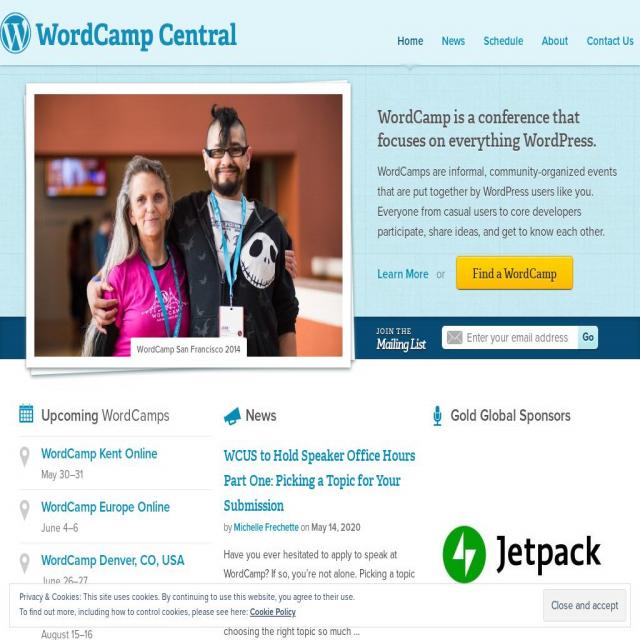 WordCamp Central
Home News Schedule About Contact Us
WordCamp is a conference that
focuses on everything WordPress.
WordCamps are informal, community-organized events
that are put together by WordPress users like you.
Everyone from casual users to core developers
participate, share ideas, and get to know each other.
Learn More or Find a WordCamp
WordCamp San Francisco 2014
JOIN THE
Mailing List
Enter your email address Go
Upcoming WordCamps
WordCamp Kent Online
May 30–31
WordCamp Europe Online
June 4–6
WordCamp Denver, CO, USA
June 26–27
August 15–16
News
WCUS to Hold Speaker Office Hours
Part One: Picking a Topic for Your
Submission
by Michelle Frechette on May 14, 2020
Have you ever hesitated to apply to speak at
WordCamp? If so, you're not alone. Picking a topic
choosing the right topic so much ...
Gold Global Sponsors
Jetpack
Privacy & Cookies: This site uses cookies. By continuing to use this website, you agree to their use.
To find out more, including how to control cookies, please see here: Cookie Policy
Close and accept